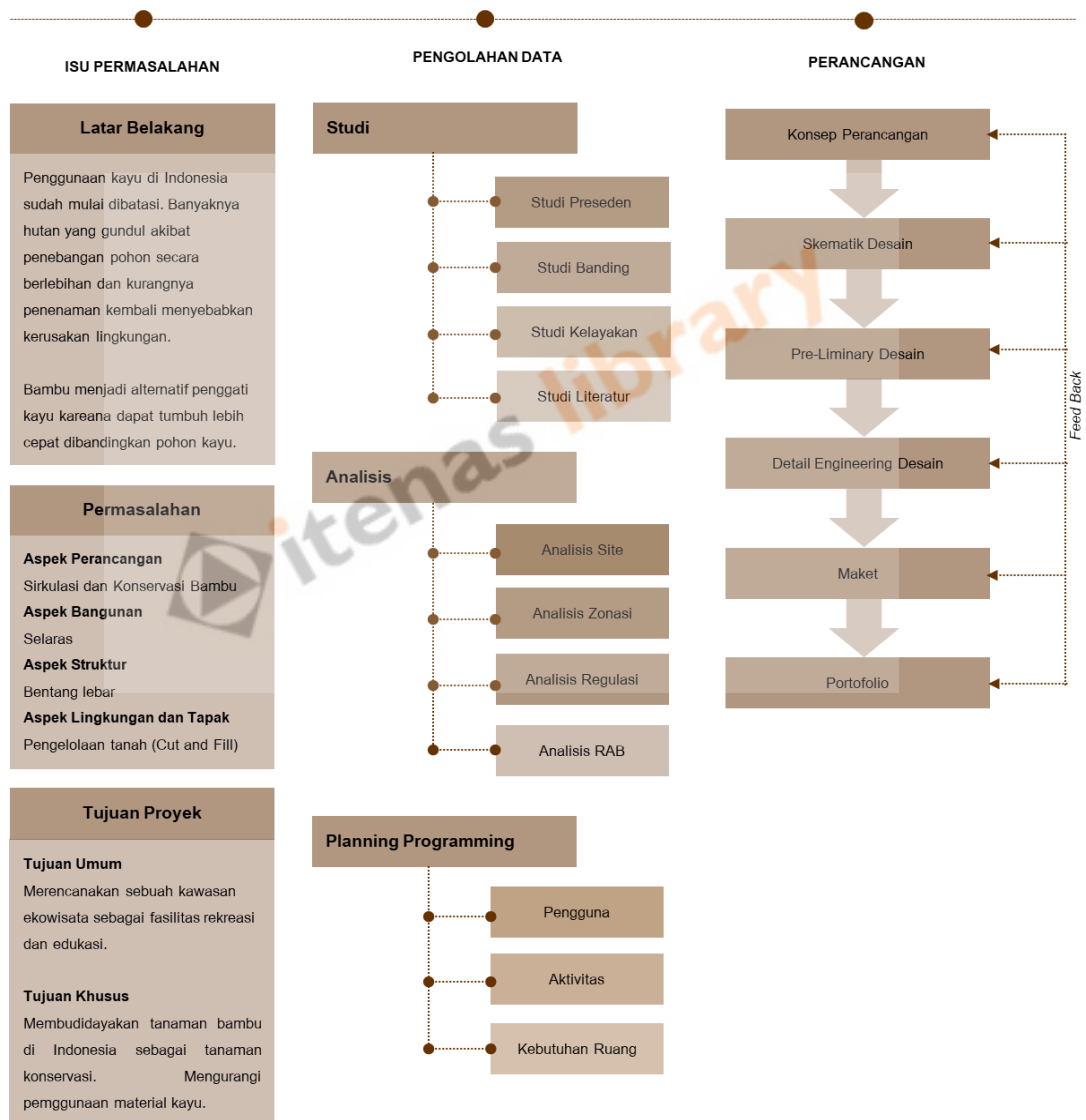 ISU PERMASALAHAN
PENGOLAHAN DATA
PERANCANGAN
Latar Belakang
Penggunaan kayu di Indonesia
sudah mulai dibatasi. Banyaknya
hutan yang gundul akibat
penebangan pohon secara
berlebihan dan kurangnya
penenaman kembali menyebabkan
kerusakan lingkungan.
Bambu menjadi alternatif penggati
kayu kareana dapat tumbuh lebih
cepat dibandingkan pohon kayu.
Permasalahan
Aspek Perancangan
Sirkulasi dan Konservasi Bambu
Aspek Bangunan
Selaras
Aspek Struktur
Bentang lebar
Aspek Lingkungan dan Tapak
Pengelolaan tanah (Cut and Fill)
Tujuan Proyek
Tujuan Umum
Merencanakan sebuah kawasan
ekowisata sebagai fasilitas rekreasi
dan edukasi.
Tujuan Khusus
Membudidayakan tanaman bambu
di Indonesia sebagai tanaman
konservasi. Mengurangi
pemggunaan material kayu.
Studi
Studi Preseden
Studi Banding
Studi Kelayakan
Studi Literatur
Analisis
Analisis Site
Analisis Zonasi
Analisis Regulasi
Analisis RAB
Planning Programming
Pengguna
Aktivitas
Kebutuhan Ruang
Konsep Perancangan
Skematik Desain
Pre-Liminary Desain
Detail Engineering Desain
Maket
Portofolio
Feed Back
itenas library